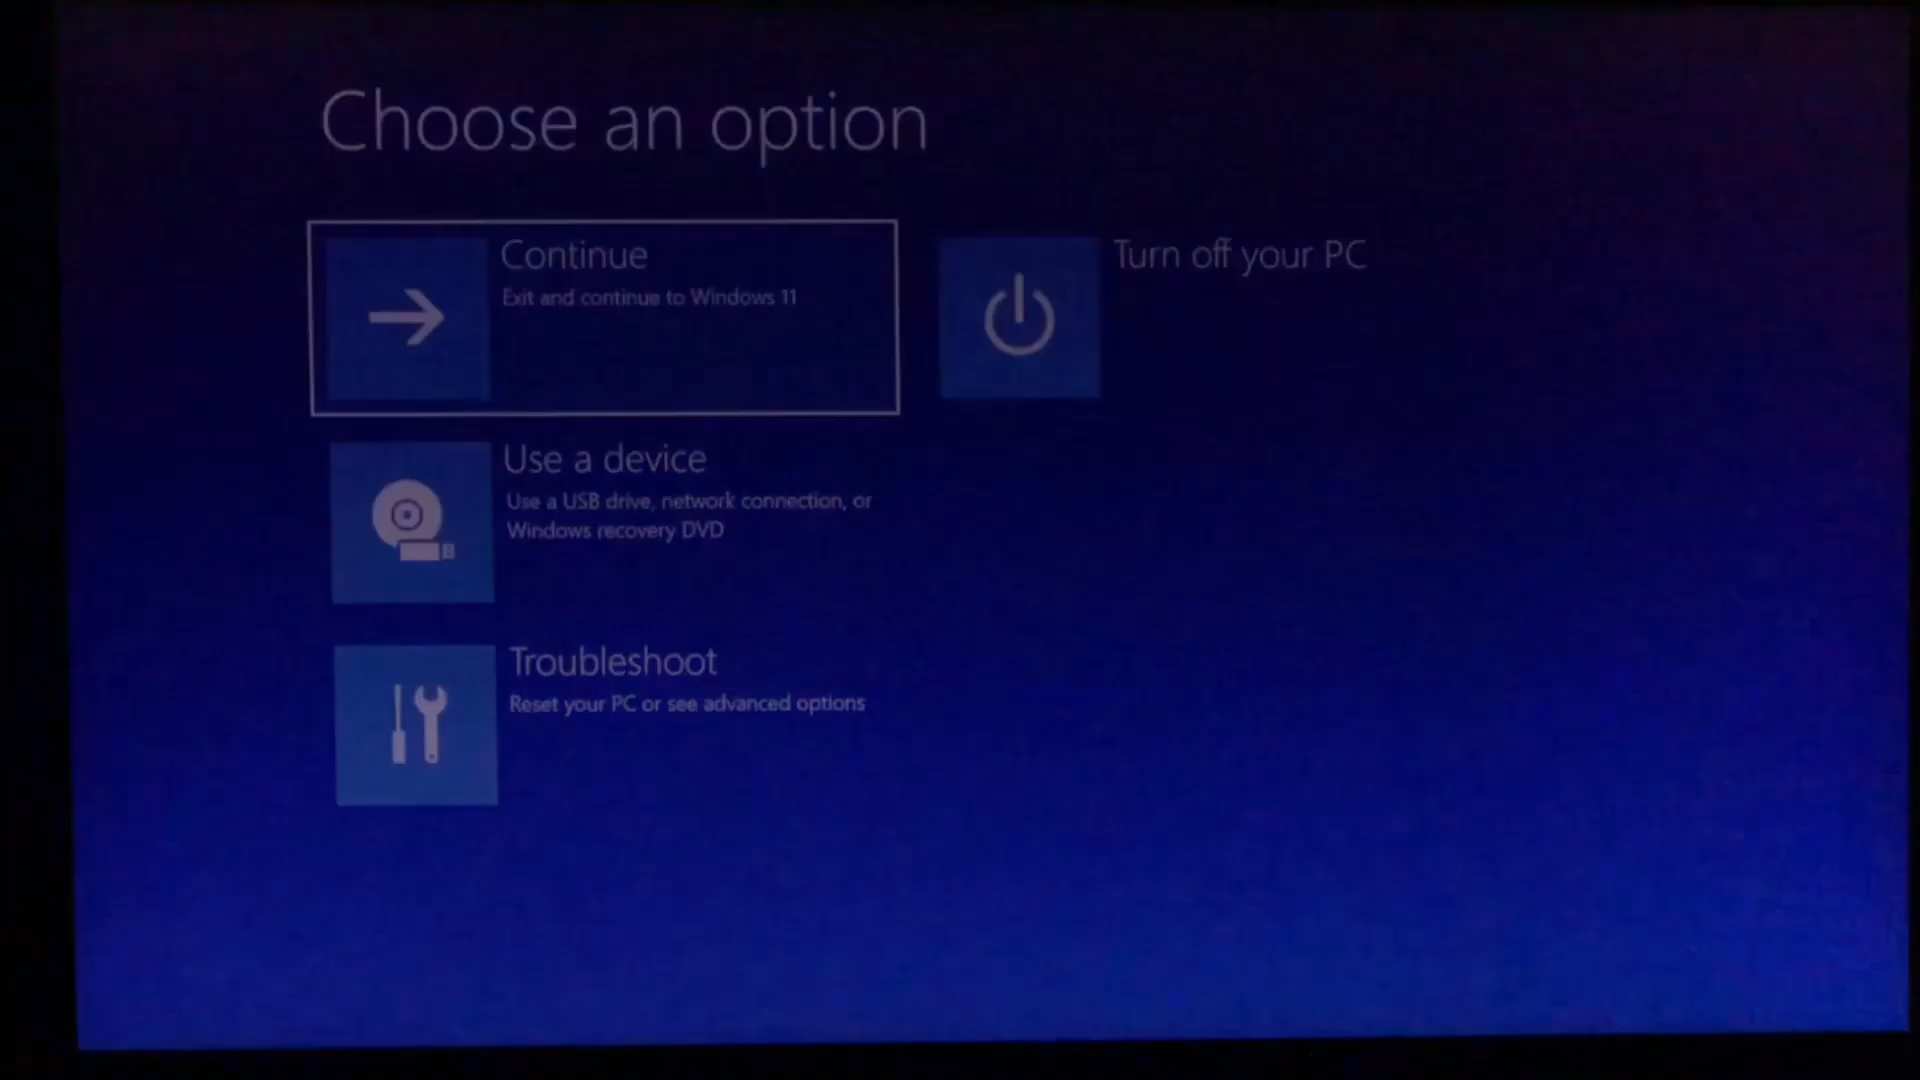 Choose an option
Continue
Exit and continue to Windows 11
Turn off your PC
Use a device
Use a USB drive, network connection, or
Windows recovery DVD
Troubleshoot
Reset your PC or see advanced options